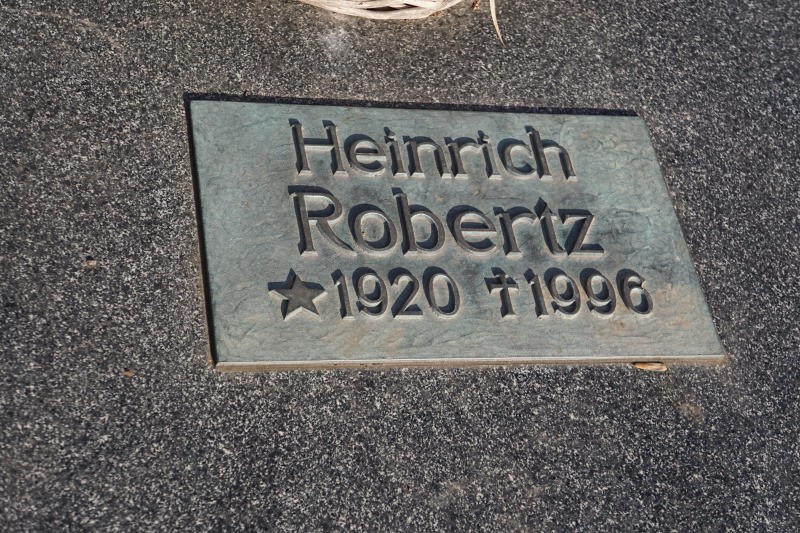 Heinrich
Robertz
★ 1920 ✝ 1996